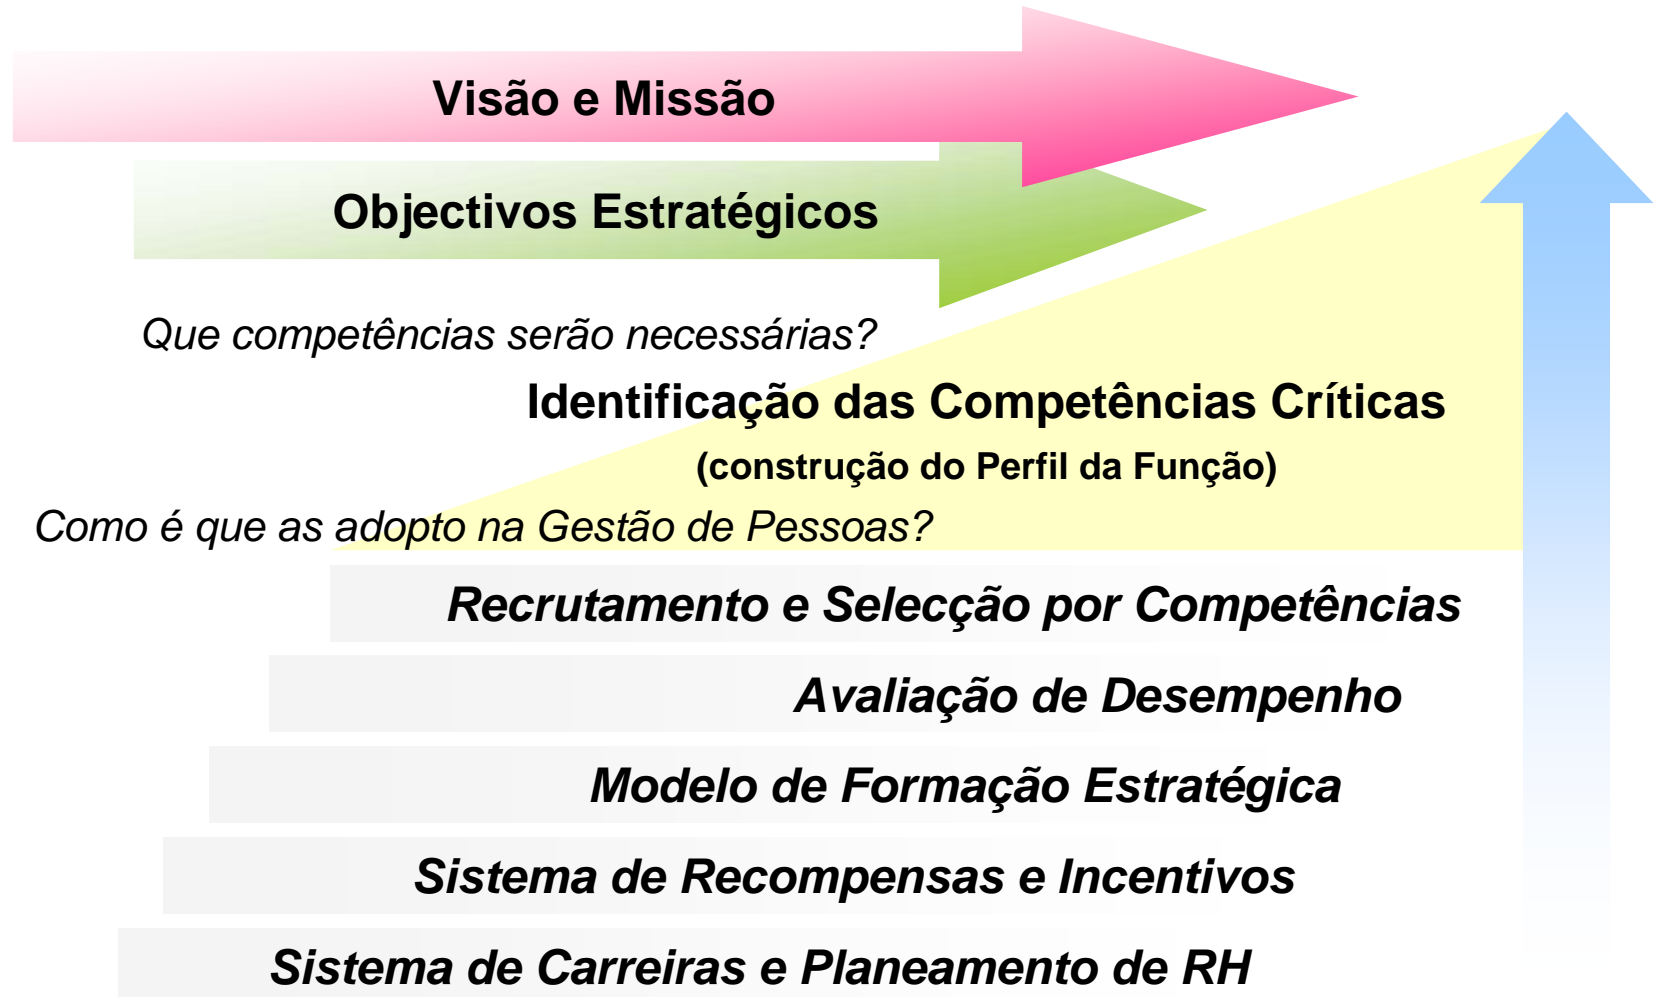 Visão e Missão
Objectivos Estratégicos
Que competências serão necessárias?
Identificação das Competências Críticas
(construção do Perfil da Função)
Como é que as adopto na Gestão de Pessoas?
Recrutamento e Selecção por Competências
Avaliação de Desempenho
Modelo de Formação Estratégica
Sistema de Recompensas e Incentivos
Sistema de Carreiras e Planeamento de RH